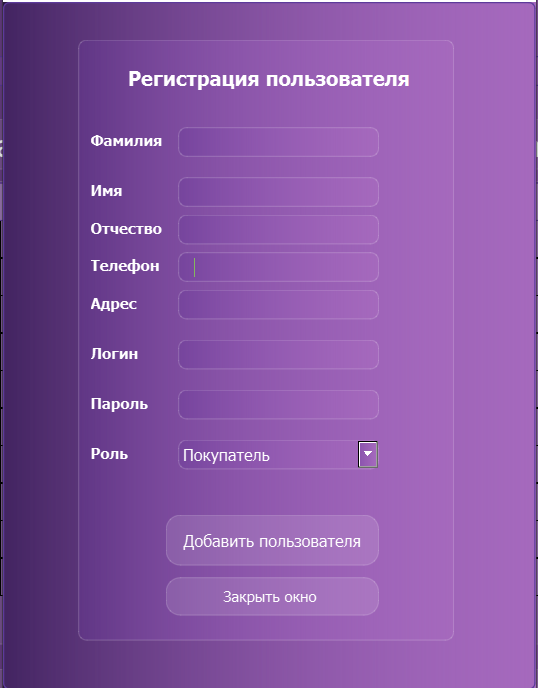 Регистрация пользователя
Фамилия
Имя
Отчество
Телефон
Адрес
Логин
Пароль
Роль Покупатель
Добавить пользователя
Закрыть окно